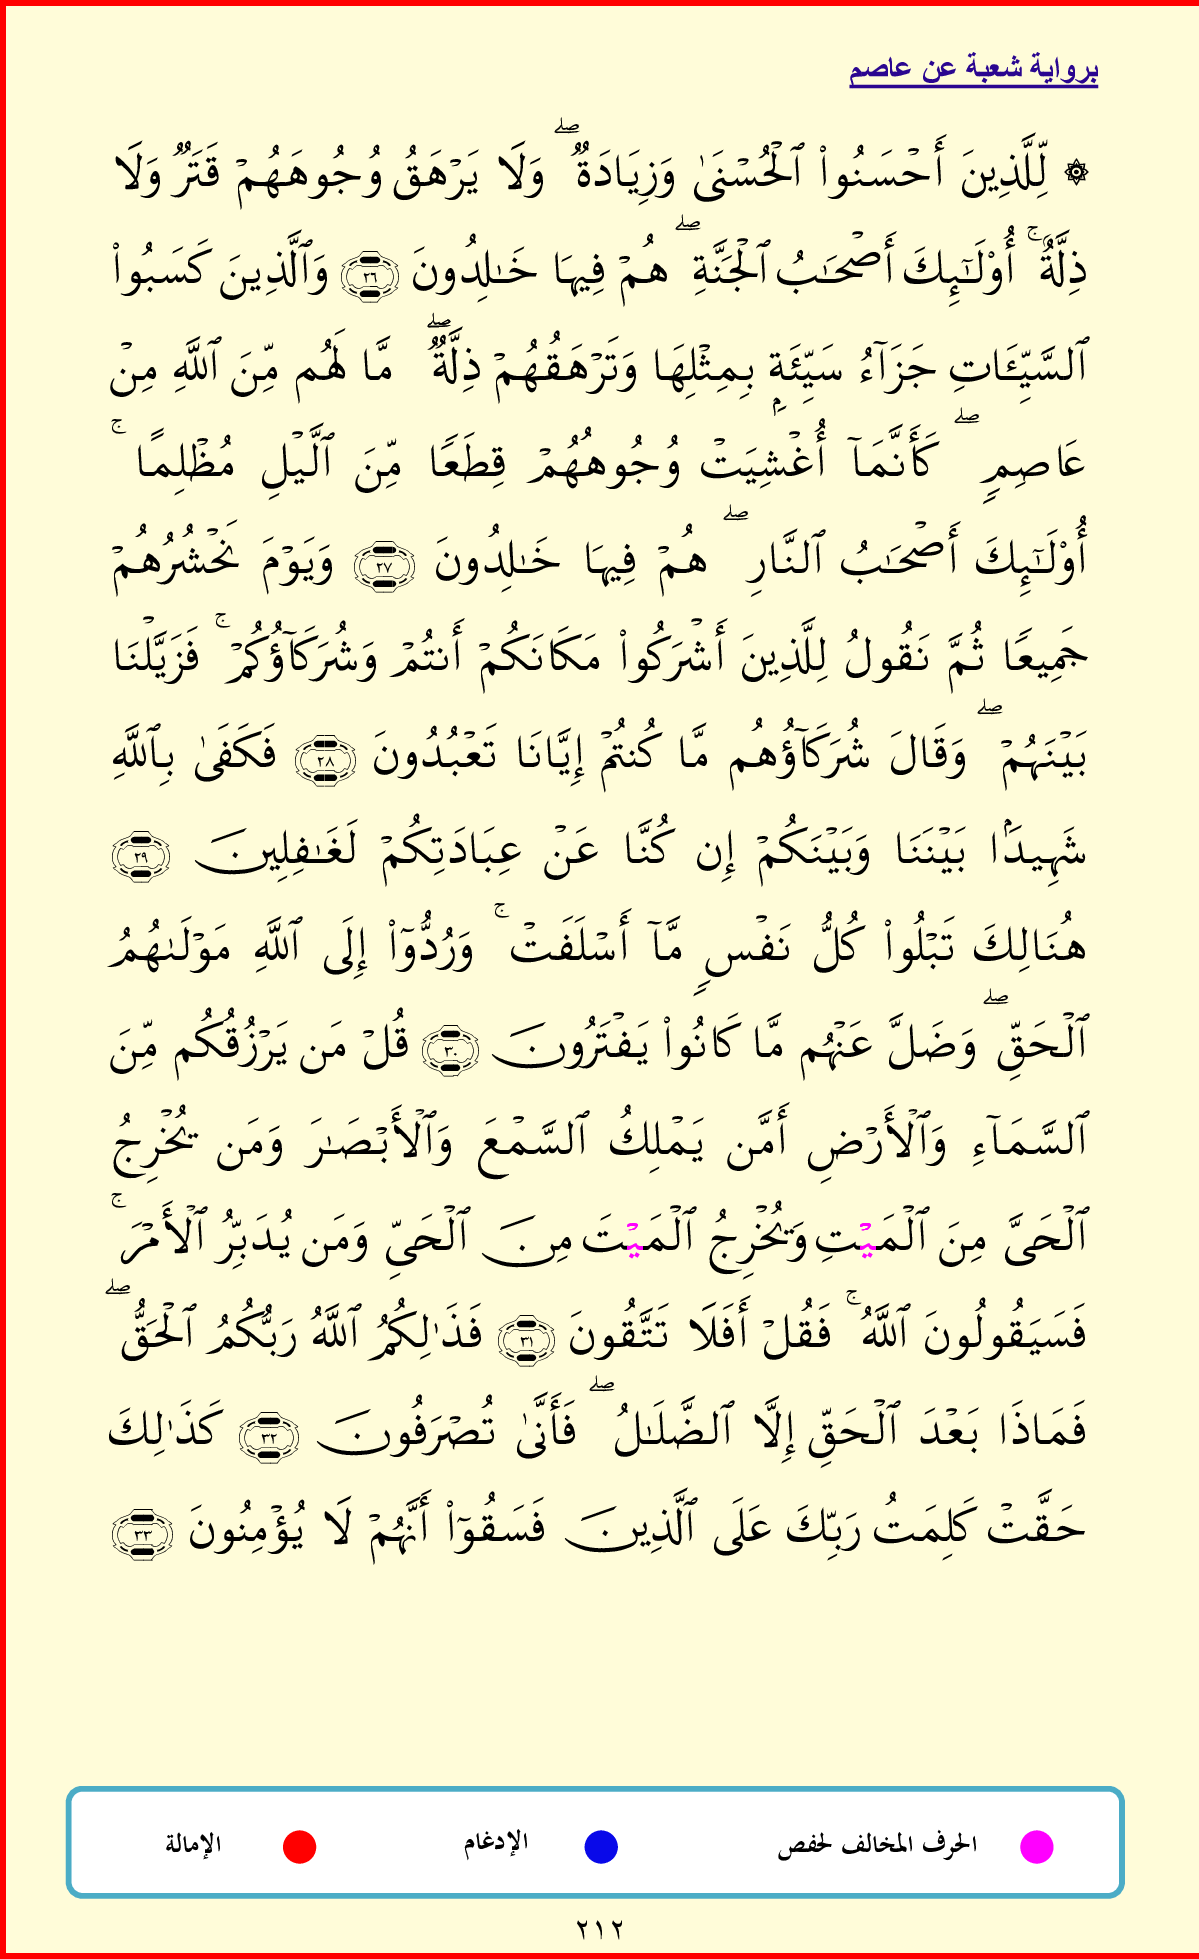 برواية شعبة عن عاصم
۞ لِّلَّذِينَ أَحْسَنُوا۟ ٱلْحُسْنَىٰ وَزِيَادَةٌ ۖ وَلَا يَرْهَقُ وُجُوهَهُمْ قَتَرٌ وَلَا
ذِلَّةٌ ۚ أُو۟لَـٰٓئِكَ أَصْحَـٰبُ ٱلْجَنَّةِ ۖ هُمْ فِيهَا خَـٰلِدُونَ ٢٦ وَٱلَّذِينَ كَسَبُوا۟
ٱلسَّيِّـَٔاتِ جَزَآءُ سَيِّئَةٍۭ بِمِثْلِهَا وَتَرْهَقُهُمْ ذِلَّةٌ ۖ مَّا لَهُم مِّنَ ٱللَّهِ مِنْ
عَاصِمٍ ۖ كَأَنَّمَآ أُغْشِيَتْ وُجُوهُهُمْ قِطَعًا مِّنَ ٱلَّيْلِ مُظْلِمًا ۚ
أُو۟لَـٰٓئِكَ أَصْحَـٰبُ ٱلنَّارِ ۖ هُمْ فِيهَا خَـٰلِدُونَ ٢٧ وَيَوْمَ نَحْشُرُهُمْ
جَمِيعًا ثُمَّ نَقُولُ لِلَّذِينَ أَشْرَكُوا۟ مَكَانَكُمْ أَنتُمْ وَشُرَكَآؤُكُمْ ۚ فَزَيَّلْنَا
بَيْنَهُمْ ۖ وَقَالَ شُرَكَآؤُهُم مَّا كُنتُمْ إِيَّانَا تَعْبُدُونَ ٢٨ فَكَفَىٰ بِٱللَّهِ
شَهِيدًۢا بَيْنَنَا وَبَيْنَكُمْ إِن كُنَّا عَنْ عِبَادَتِكُمْ لَغَـٰفِلِينَ ٢٩
هُنَالِكَ تَبْلُوا۟ كُلُّ نَفْسٍ مَّآ أَسْلَفَتْ ۚ وَرُدُّوٓا۟ إِلَى ٱللَّهِ مَوْلَىٰهُمُ
ٱلْحَقِّ ۖ وَضَلَّ عَنْهُم مَّا كَانُوا۟ يَفْتَرُونَ ٣٠ قُلْ مَن يَرْزُقُكُم مِّنَ
ٱلسَّمَآءِ وَٱلْأَرْضِ أَمَّن يَمْلِكُ ٱلسَّمْعَ وَٱلْأَبْصَـٰرَ وَمَن يُخْرِجُ
ٱلْحَىَّ مِنَ ٱلْمَيْتِ وَيُخْرِجُ ٱلْمَيْتَ مِنَ ٱلْحَىِّ وَمَن يُدَبِّرُ ٱلْأَمْرَ ۚ
فَسَيَقُولُونَ ٱللَّهُ ۚ فَقُلْ أَفَلَا تَتَّقُونَ ٣١ فَذَٰلِكُمُ ٱللَّهُ رَبُّكُمُ ٱلْحَقُّ ۖ
فَمَاذَا بَعْدَ ٱلْحَقِّ إِلَّا ٱلضَّلَـٰلُ ۖ فَأَنَّىٰ تُصْرَفُونَ ٣٢ كَذَٰلِكَ
حَقَّتْ كَلِمَتُ رَبِّكَ عَلَى ٱلَّذِينَ فَسَقُوٓا۟ أَنَّهُمْ لَا يُؤْمِنُونَ ٣٣
الحرف المخالف لحفص الإدغام الإمالة
٢١٢